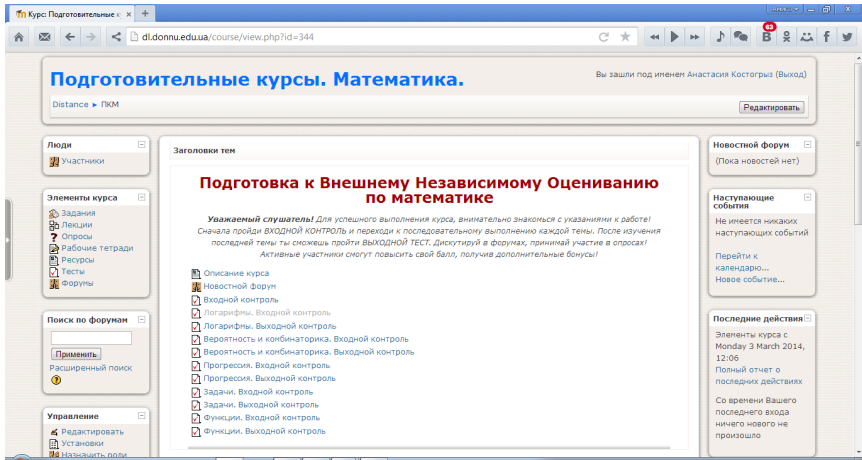 Курс: Подготовительные к
dl.donnu.edu.ua/course/view.php?id=344
63
Подготовительные курсы. Математика.
Вы зашли под именем Анастасия Костогрыз (Выход)
Distance ► ПКМ
Редактировать
Люди
Участники
Элементы курса
Задания
Лекции
Опросы
Рабочие тетради
Ресурсы
Тесты
Форумы
Поиск по форумам
Применить
Расширенный поиск
Управление
Редактировать
Установки
Назначить роли
Заголовки тем
Подготовка к Внешнему Независимому Оцениванию
по математике
Уважаемый слушатель! Для успешного выполнения курса, внимательно знакомься с указаниями к работе!
Сначала пройди ВХОДНОЙ КОНТРОЛЬ и переходи к последовательному выполнению каждой темы. После изучения
последней темы ты сможешь пройти ВЫХОДНОЙ ТЕСТ. Дискутируй в форумах, принимай участие в опросах!
Активные участники смогут повысить свой балл, получив дополнительные бонусы!
Описание курса
Новостной форум
Входной контроль
Логарифмы. Входной контроль
Логарифмы. Выходной контроль
Вероятность и комбинаторика. Входной контроль
Вероятность и комбинаторика. Выходной контроль
Прогрессия. Входной контроль
Прогрессия. Выходной контроль
Задачи. Входной контроль
Задачи. Выходной контроль
Функции. Входной контроль
Функции. Выходной контроль
Новостной форум
(Пока новостей нет)
Наступающие
события
Не имеется никаких
наступающих событий
Перейти к
календарю...
Новое событие...
Последние действия
Элементы курса с
Monday 3 March 2014,
12:06
Полный отчет о
последних действиях
Со времени Вашего
последнего входа
ничего нового не
произошло